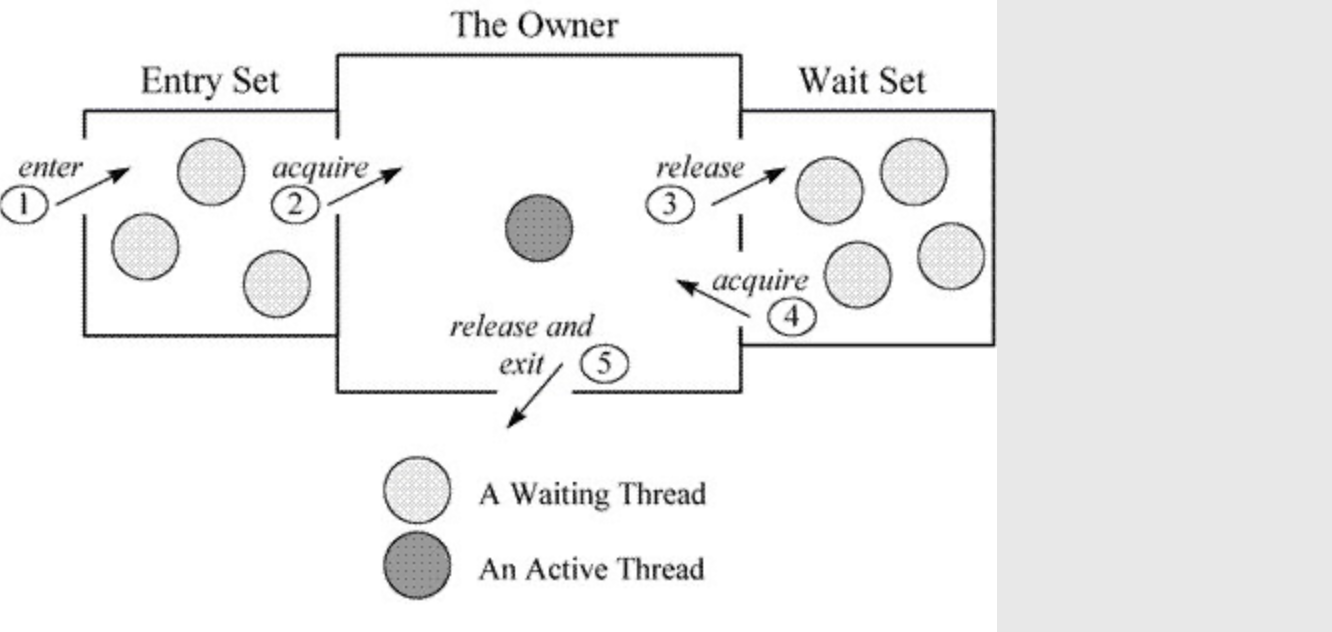 The Owner
Entry Set
Wait Set
enter
1
acquire
2
release
3
acquire
4
release and
exit
5
A Waiting Thread
An Active Thread